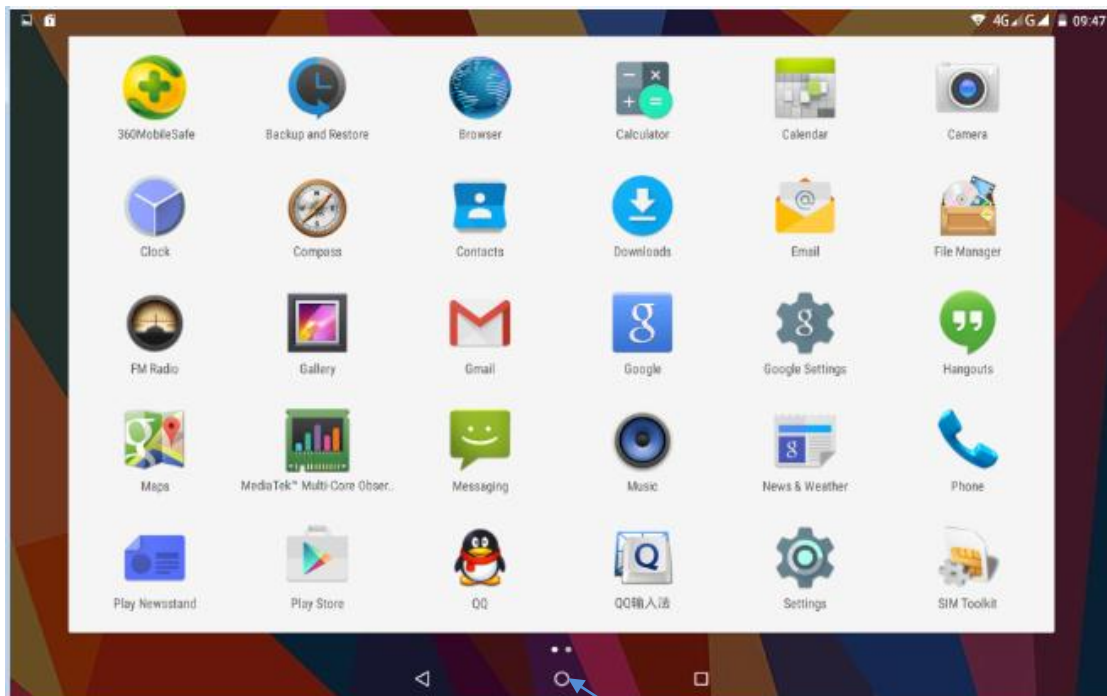 4G G 09:47
360MobileSafe Backup and Restore Browser Calculator Calendar Camera
Clock Compass Contacts Downloads Email File Manager
FM Radio Gallery Gmail Google Google Settings Hangouts
Maps MediaTek™ Multi-Core Obser.. Messaging Music News & Weather Phone
Play Newsstand Play Store QQ QQ输入法 Settings SIM Toolkit